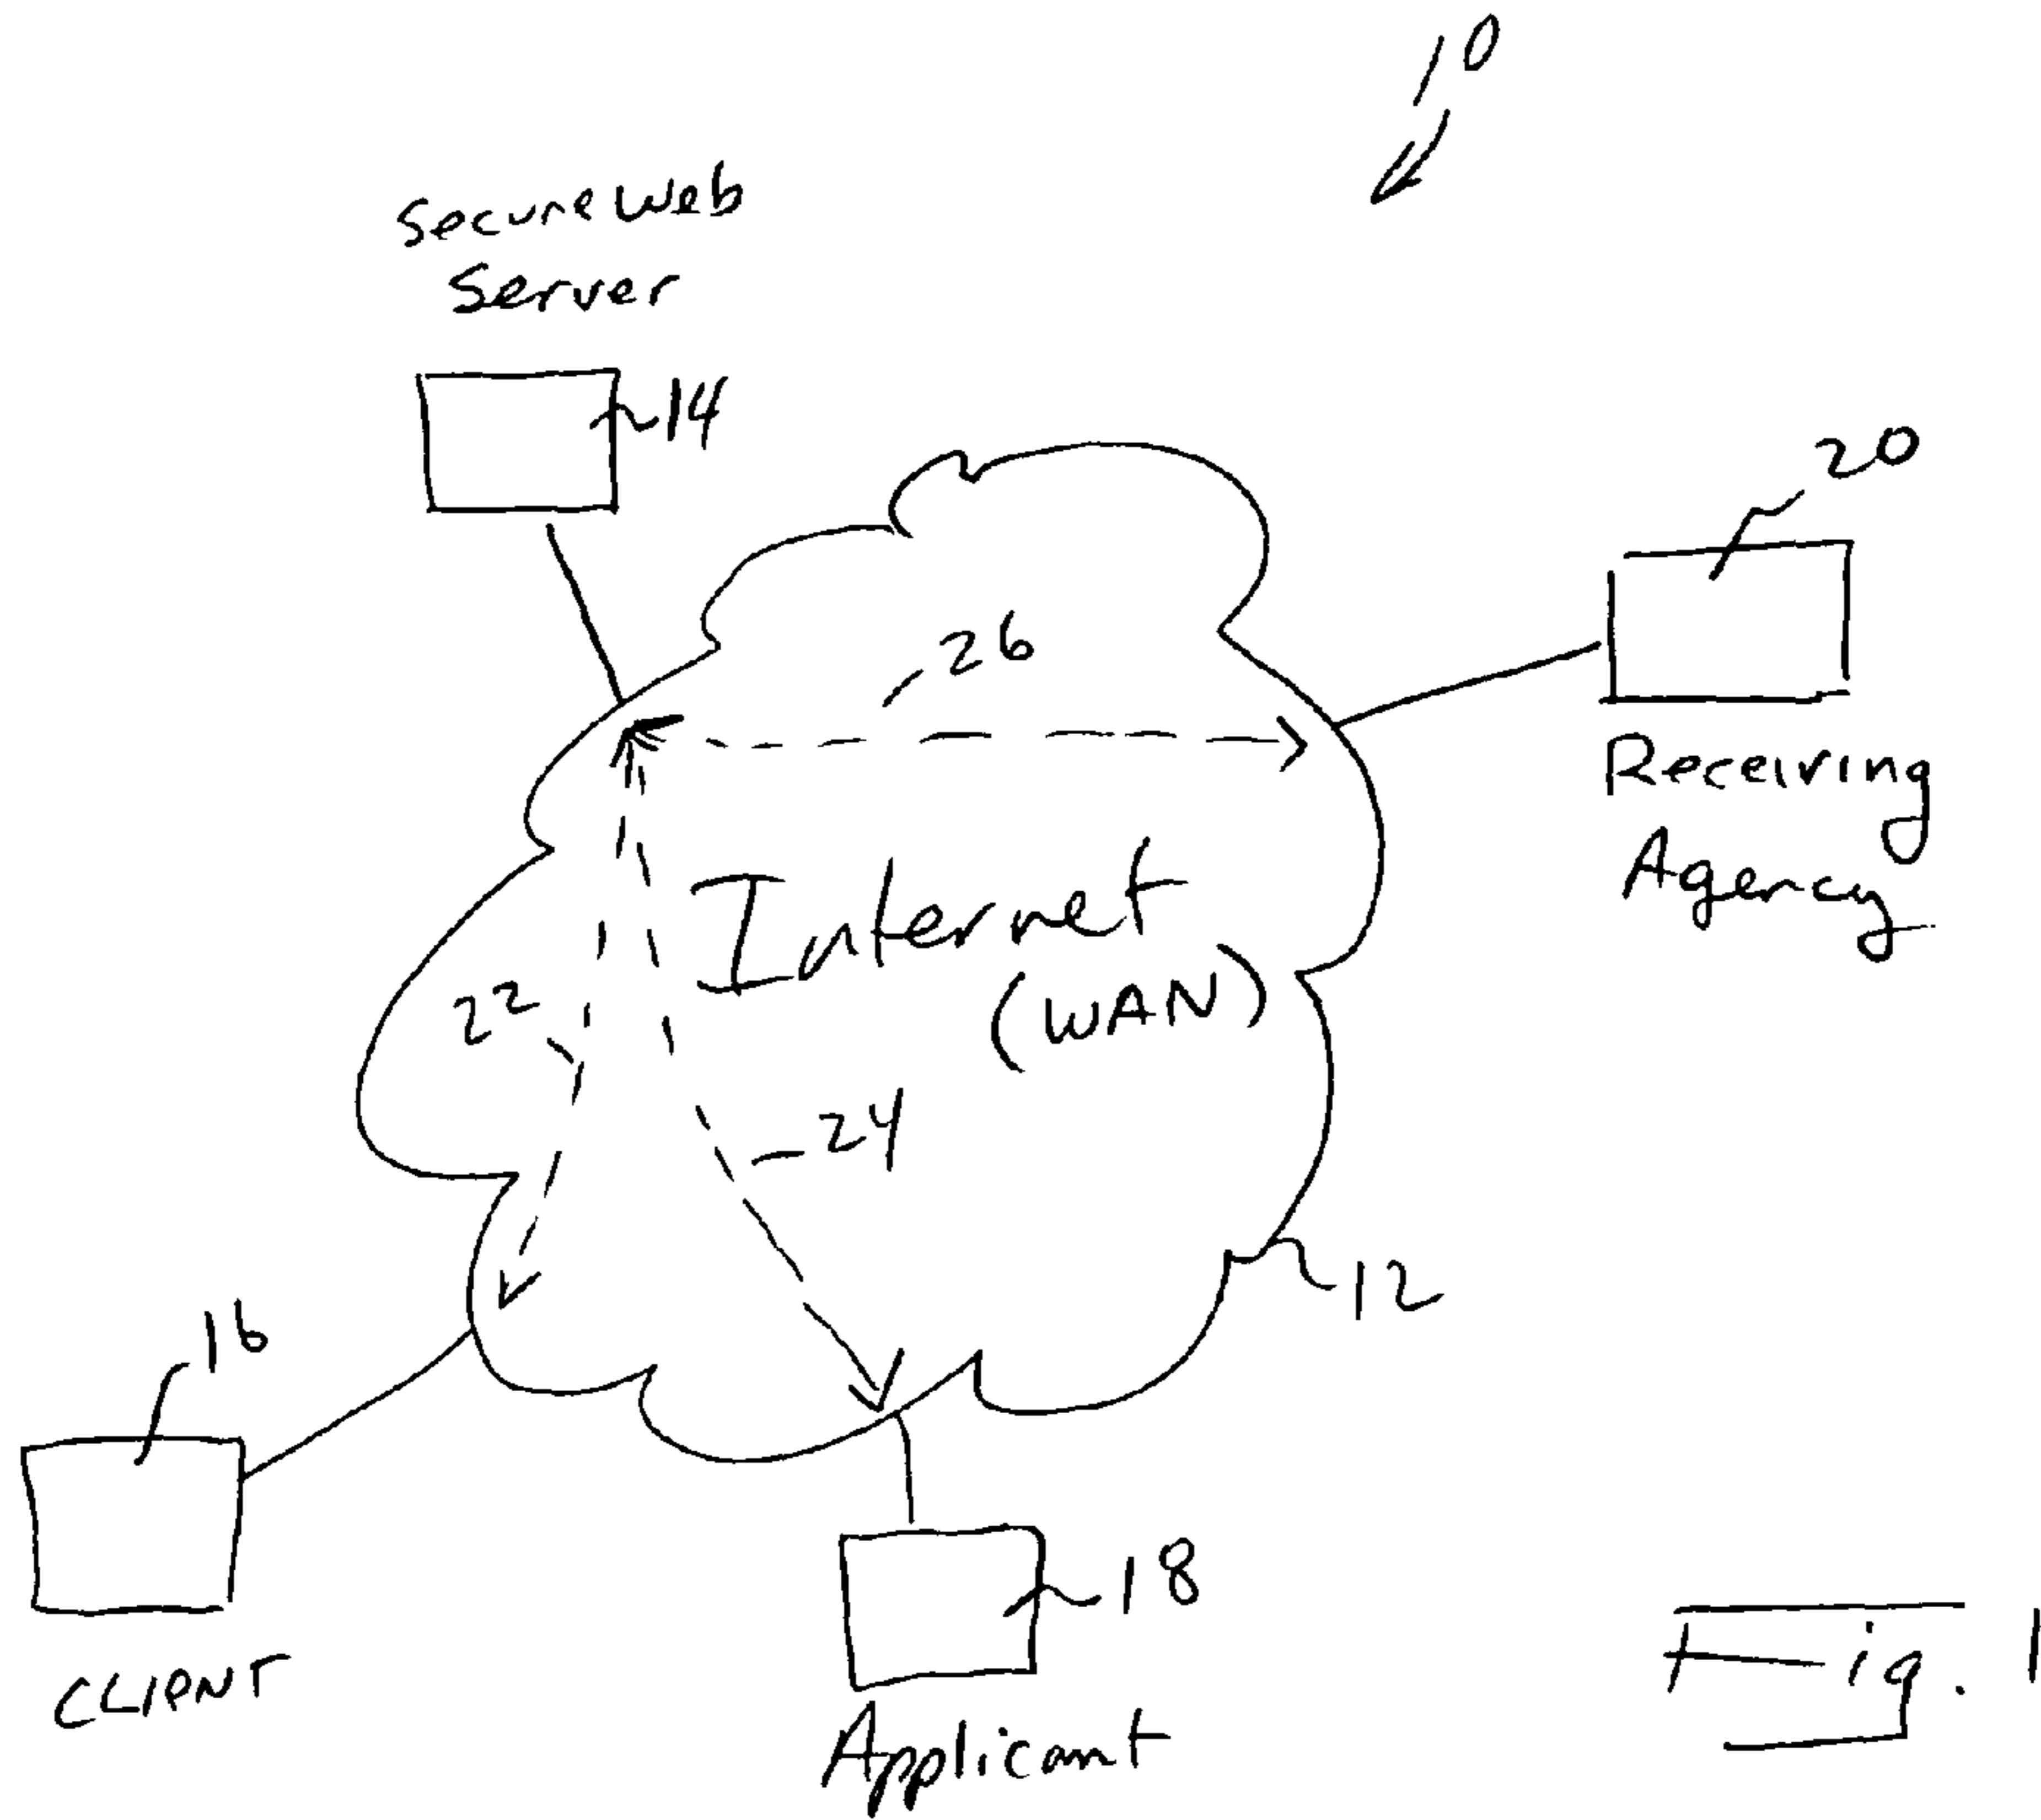 10
Secure Web
Server
14
20
26
Receiving
Agency
Internet
(WAN)
22
24
12
16
18
CLIENT
Applicant
Fig. 1